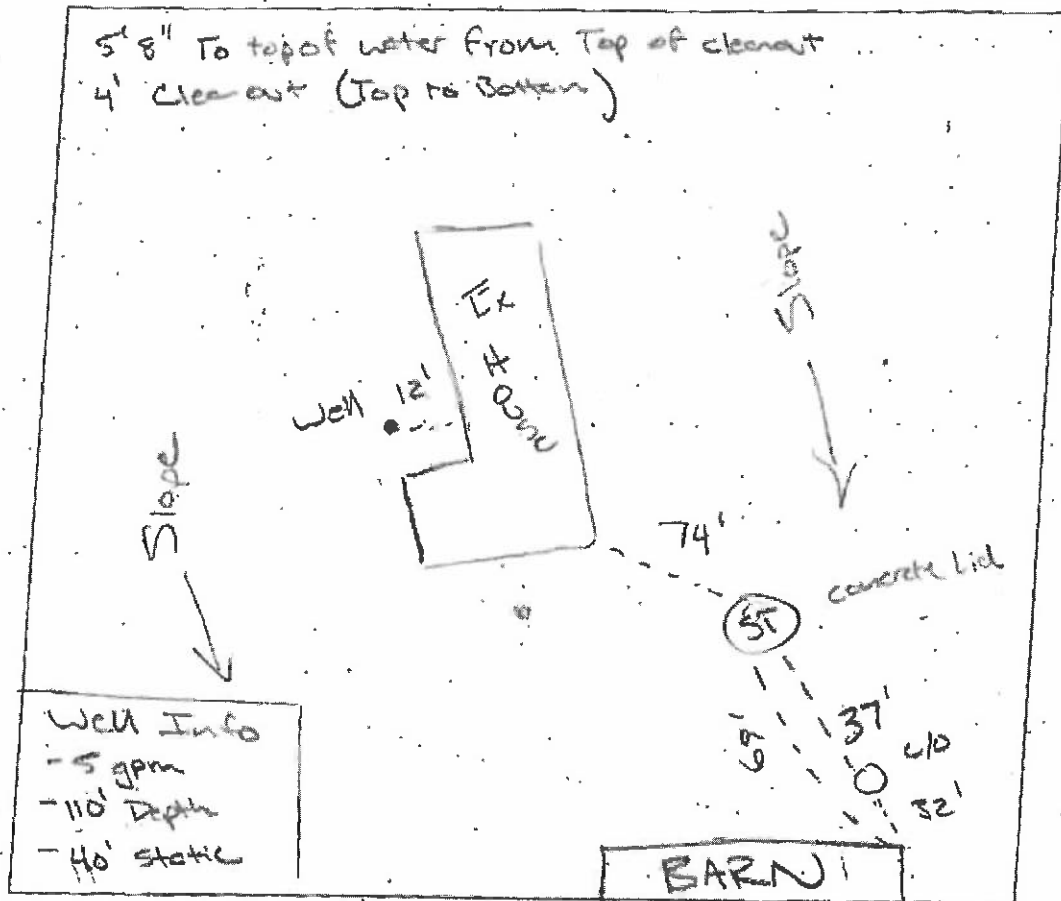 5' 8" To top of water from Top of cleanout
4' Clean out (Top to Bottom)
Slope
Ex
House
Well 12'
Slope
74'
concrete Lid
ST
69'
37'
c/o
32'
BARN
Well Info
- 5 gpm
- 110' Depth
- 40' static